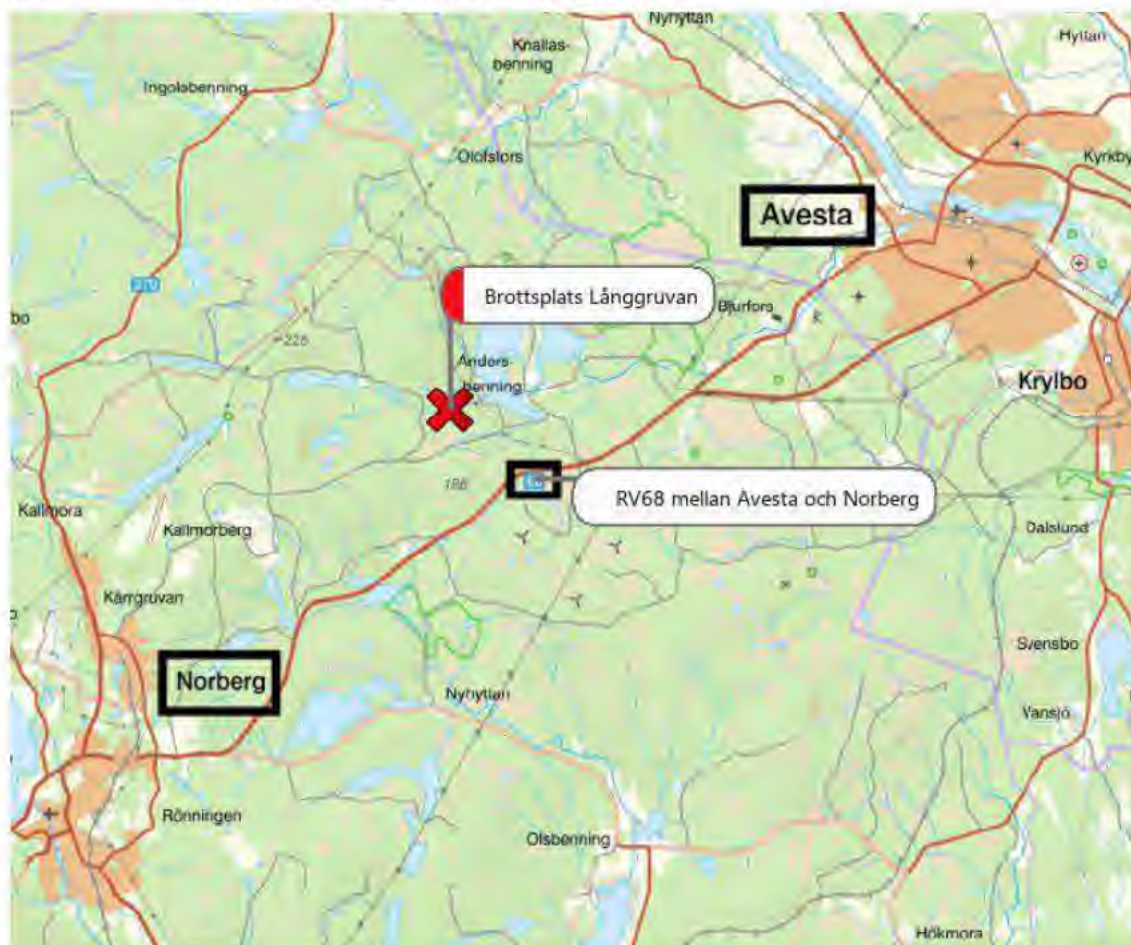 Nyhyttan
Knallas-
benning
Hyttan
Ingolsbenning
Olofsfors
Kyrkby
Avesta
270
Brottsplats Långgruvan
Bjurfors
bo
228
Anders-
benning
Krylbo
186
RV68 mellan Avesta och Norberg
Kallmora
Kallmorberg
Dalslund
Kärrgruvan
Svensbo
Norberg
Nyhyttan
Vansjö
Rönningen
Olsbenning
Hökmora